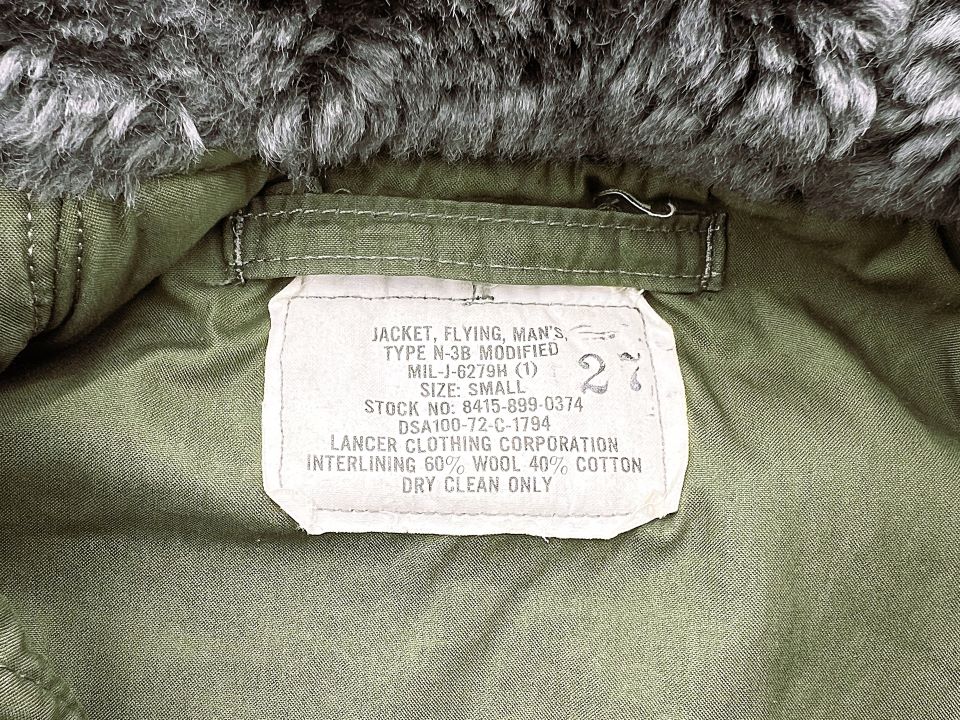 JACKET, FLYING, MAN'S,
TYPE N-3B MODIFIED
MIL-J-6279H (1)
27
SIZE: SMALL
STOCK NO: 8415-899-0374
DSA100-72-C-1794
LANCER CLOTHING CORPORATION
INTERLINING 60% WOOL 40% COTTON
DRY CLEAN ONLY